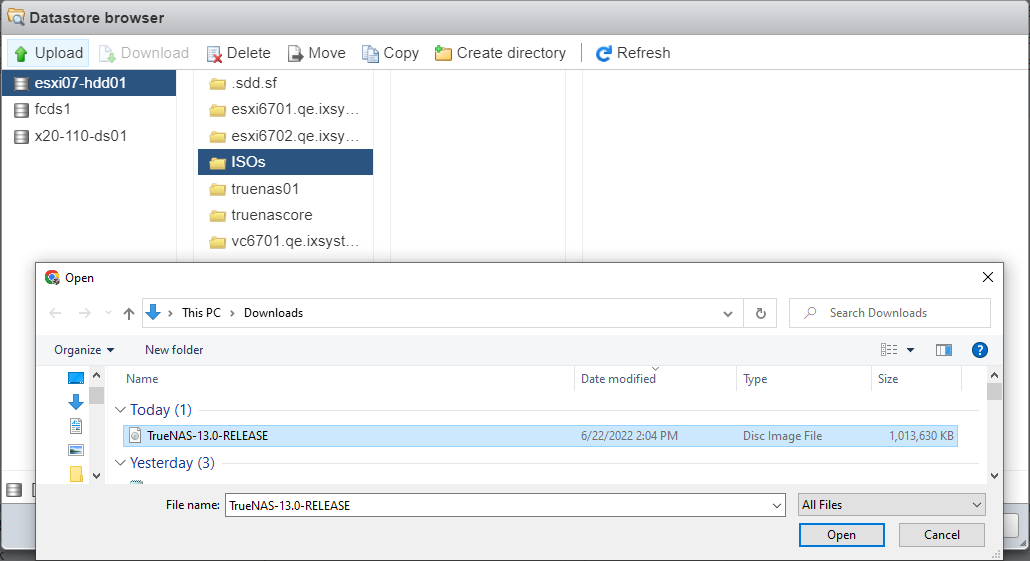 Datastore browser
Upload Download Delete Move Copy Create directory Refresh
esxi07-hdd01
fcds1
x20-110-ds01
.sdd.sf
esxi6701.qe.ixsy…
esxi6702.qe.ixsy…
ISOs
truenas01
truenascore
vc6701.qe.ixsyst…
Open
This PC > Downloads
Search Downloads
Organize New folder
Name Date modified Type Size
Today (1)
TrueNAS-13.0-RELEASE 6/22/2022 2:04 PM Disc Image File 1,013,630 KB
Yesterday (3)
File name: TrueNAS-13.0-RELEASE All Files
Open Cancel